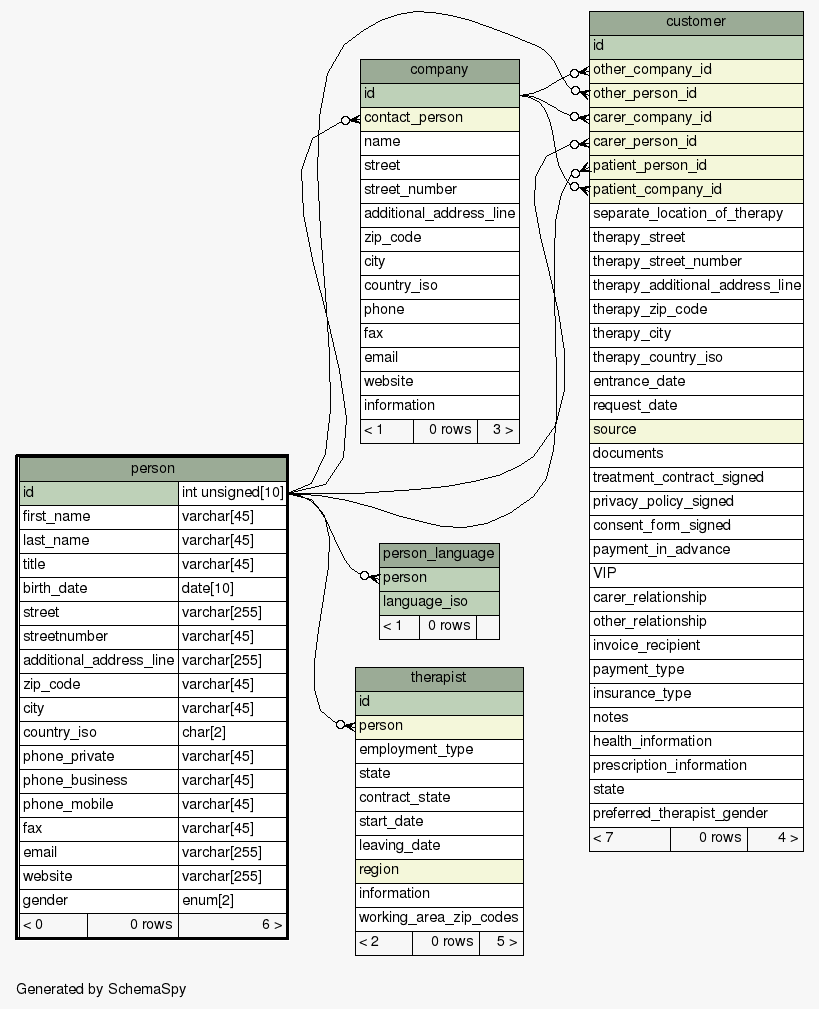 customer
id
other_company_id
other_person_id
carer_company_id
carer_person_id
patient_person_id
patient_company_id
separate_location_of_therapy
therapy_street
therapy_street_number
therapy_additional_address_line
therapy_zip_code
therapy_city
therapy_country_iso
entrance_date
request_date
source
documents
treatment_contract_signed
privacy_policy_signed
consent_form_signed
payment_in_advance
VIP
carer_relationship
other_relationship
invoice_recipient
payment_type
insurance_type
notes
health_information
prescription_information
state
preferred_therapist_gender
< 7 0 rows 4 >
company
id
contact_person
name
street
street_number
additional_address_line
zip_code
city
country_iso
phone
fax
email
website
information
< 1 0 rows 3 >
person
id int unsigned[10]
first_name varchar[45]
last_name varchar[45]
title varchar[45]
birth_date date[10]
street varchar[255]
streetnumber varchar[45]
additional_address_line varchar[255]
zip_code varchar[45]
city varchar[45]
country_iso char[2]
phone_private varchar[45]
phone_business varchar[45]
phone_mobile varchar[45]
fax varchar[45]
email varchar[255]
website varchar[255]
gender enum[2]
< 0 0 rows 6 >
person_language
person
language_iso
< 1 0 rows
therapist
id
person
employment_type
state
contract_state
start_date
leaving_date
region
information
working_area_zip_codes
< 2 0 rows 5 >
Generated by SchemaSpy